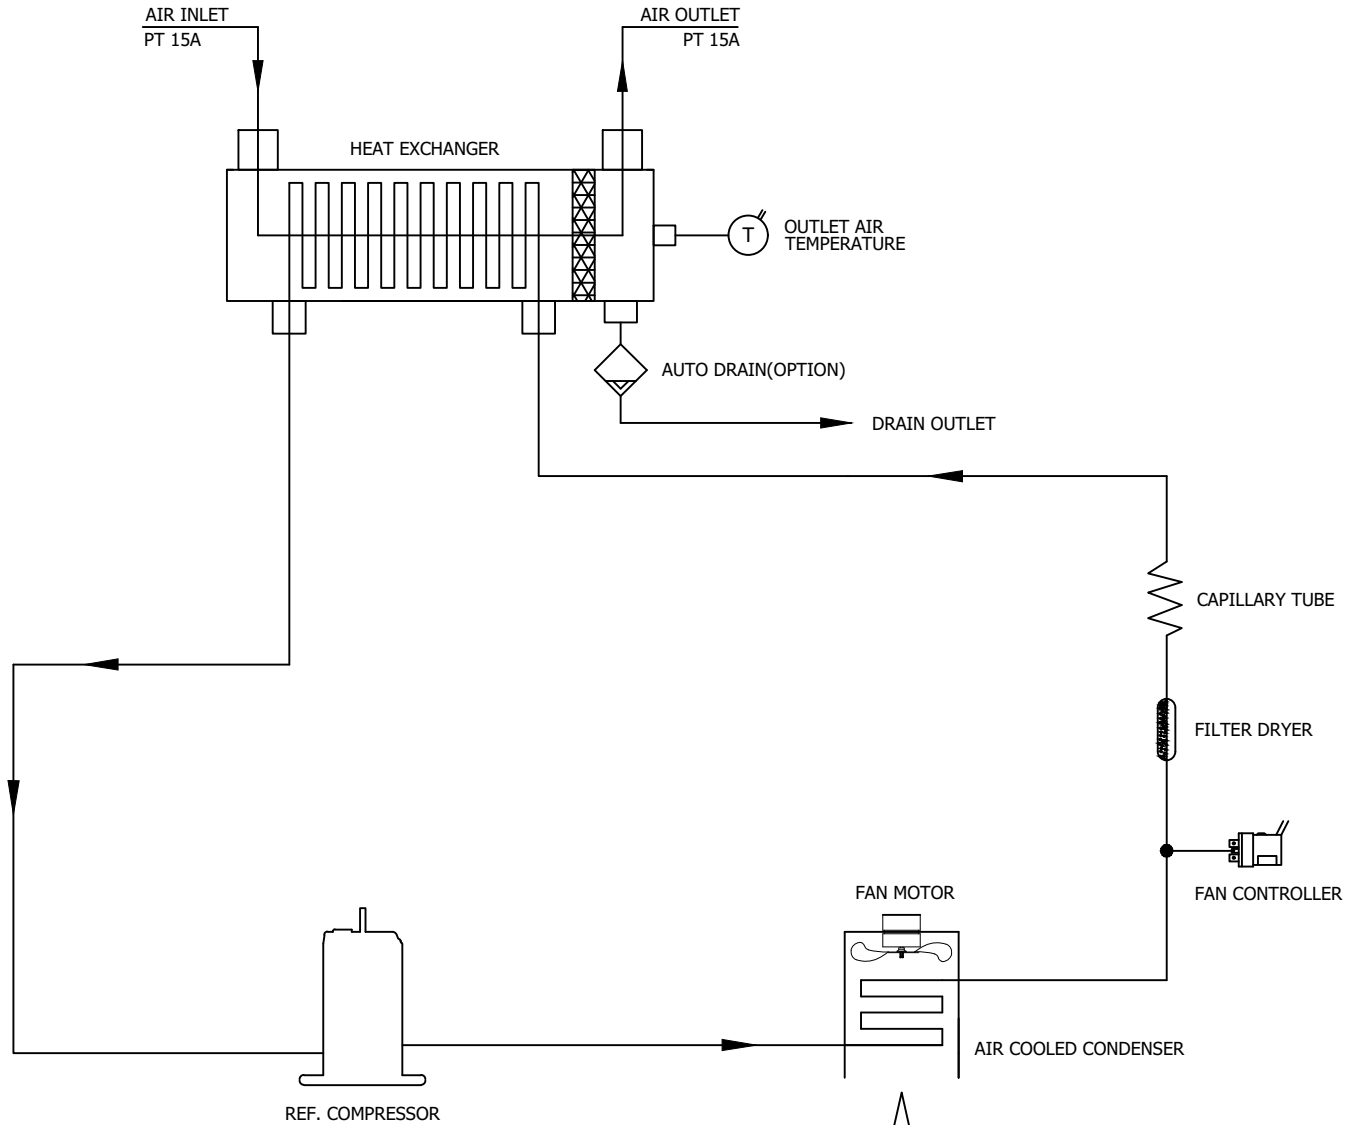 AIR INLET
PT 15A
AIR OUTLET
PT 15A
HEAT EXCHANGER
T
OUTLET AIR
TEMPERATURE
AUTO DRAIN(OPTION)
DRAIN OUTLET
CAPILLARY TUBE
FILTER DRYER
FAN CONTROLLER
FAN MOTOR
AIR COOLED CONDENSER
REF. COMPRESSOR